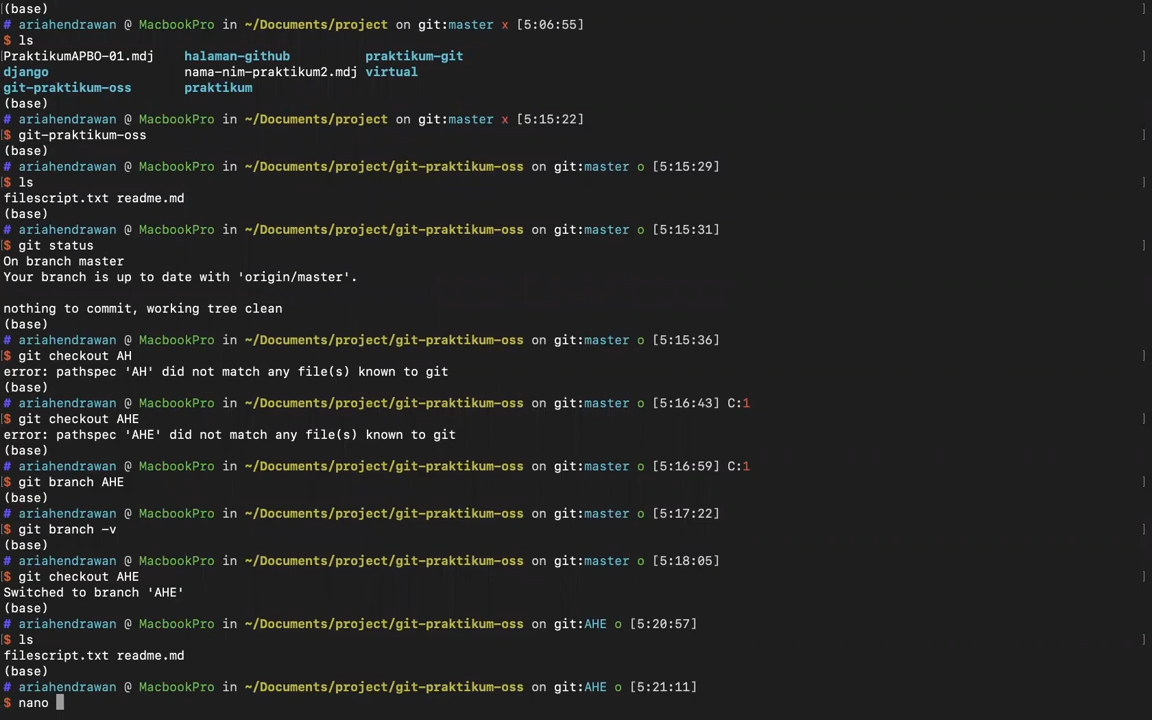 (base)
# ariahendrawan @ MacbookPro in ~/Documents/project on git:master x [5:06:55]
$ ls
PraktikumAPBO-01.mdj halaman-github praktikum-git
django nama-nim-praktikum2.mdj virtual
git-praktikum-oss praktikum
(base)
# ariahendrawan @ MacbookPro in ~/Documents/project on git:master x [5:15:22]
$ git-praktikum-oss
(base)
# ariahendrawan @ MacbookPro in ~/Documents/project/git-praktikum-oss on git:master o [5:15:29]
$ ls
filescript.txt readme.md
(base)
# ariahendrawan @ MacbookPro in ~/Documents/project/git-praktikum-oss on git:master o [5:15:31]
$ git status
On branch master
Your branch is up to date with 'origin/master'.
nothing to commit, working tree clean
(base)
# ariahendrawan @ MacbookPro in ~/Documents/project/git-praktikum-oss on git:master o [5:15:36]
$ git checkout AH
error: pathspec 'AH' did not match any file(s) known to git
(base)
# ariahendrawan @ MacbookPro in ~/Documents/project/git-praktikum-oss on git:master o [5:16:43] C:1
$ git checkout AHE
error: pathspec 'AHE' did not match any file(s) known to git
(base)
# ariahendrawan @ MacbookPro in ~/Documents/project/git-praktikum-oss on git:master o [5:16:59] C:1
$ git branch AHE
(base)
# ariahendrawan @ MacbookPro in ~/Documents/project/git-praktikum-oss on git:master o [5:17:22]
$ git branch -v
(base)
# ariahendrawan @ MacbookPro in ~/Documents/project/git-praktikum-oss on git:master o [5:18:05]
$ git checkout AHE
Switched to branch 'AHE'
(base)
# ariahendrawan @ MacbookPro in ~/Documents/project/git-praktikum-oss on git:AHE o [5:20:57]
$ ls
filescript.txt readme.md
(base)
# ariahendrawan @ MacbookPro in ~/Documents/project/git-praktikum-oss on git:AHE o [5:21:11]
$ nano